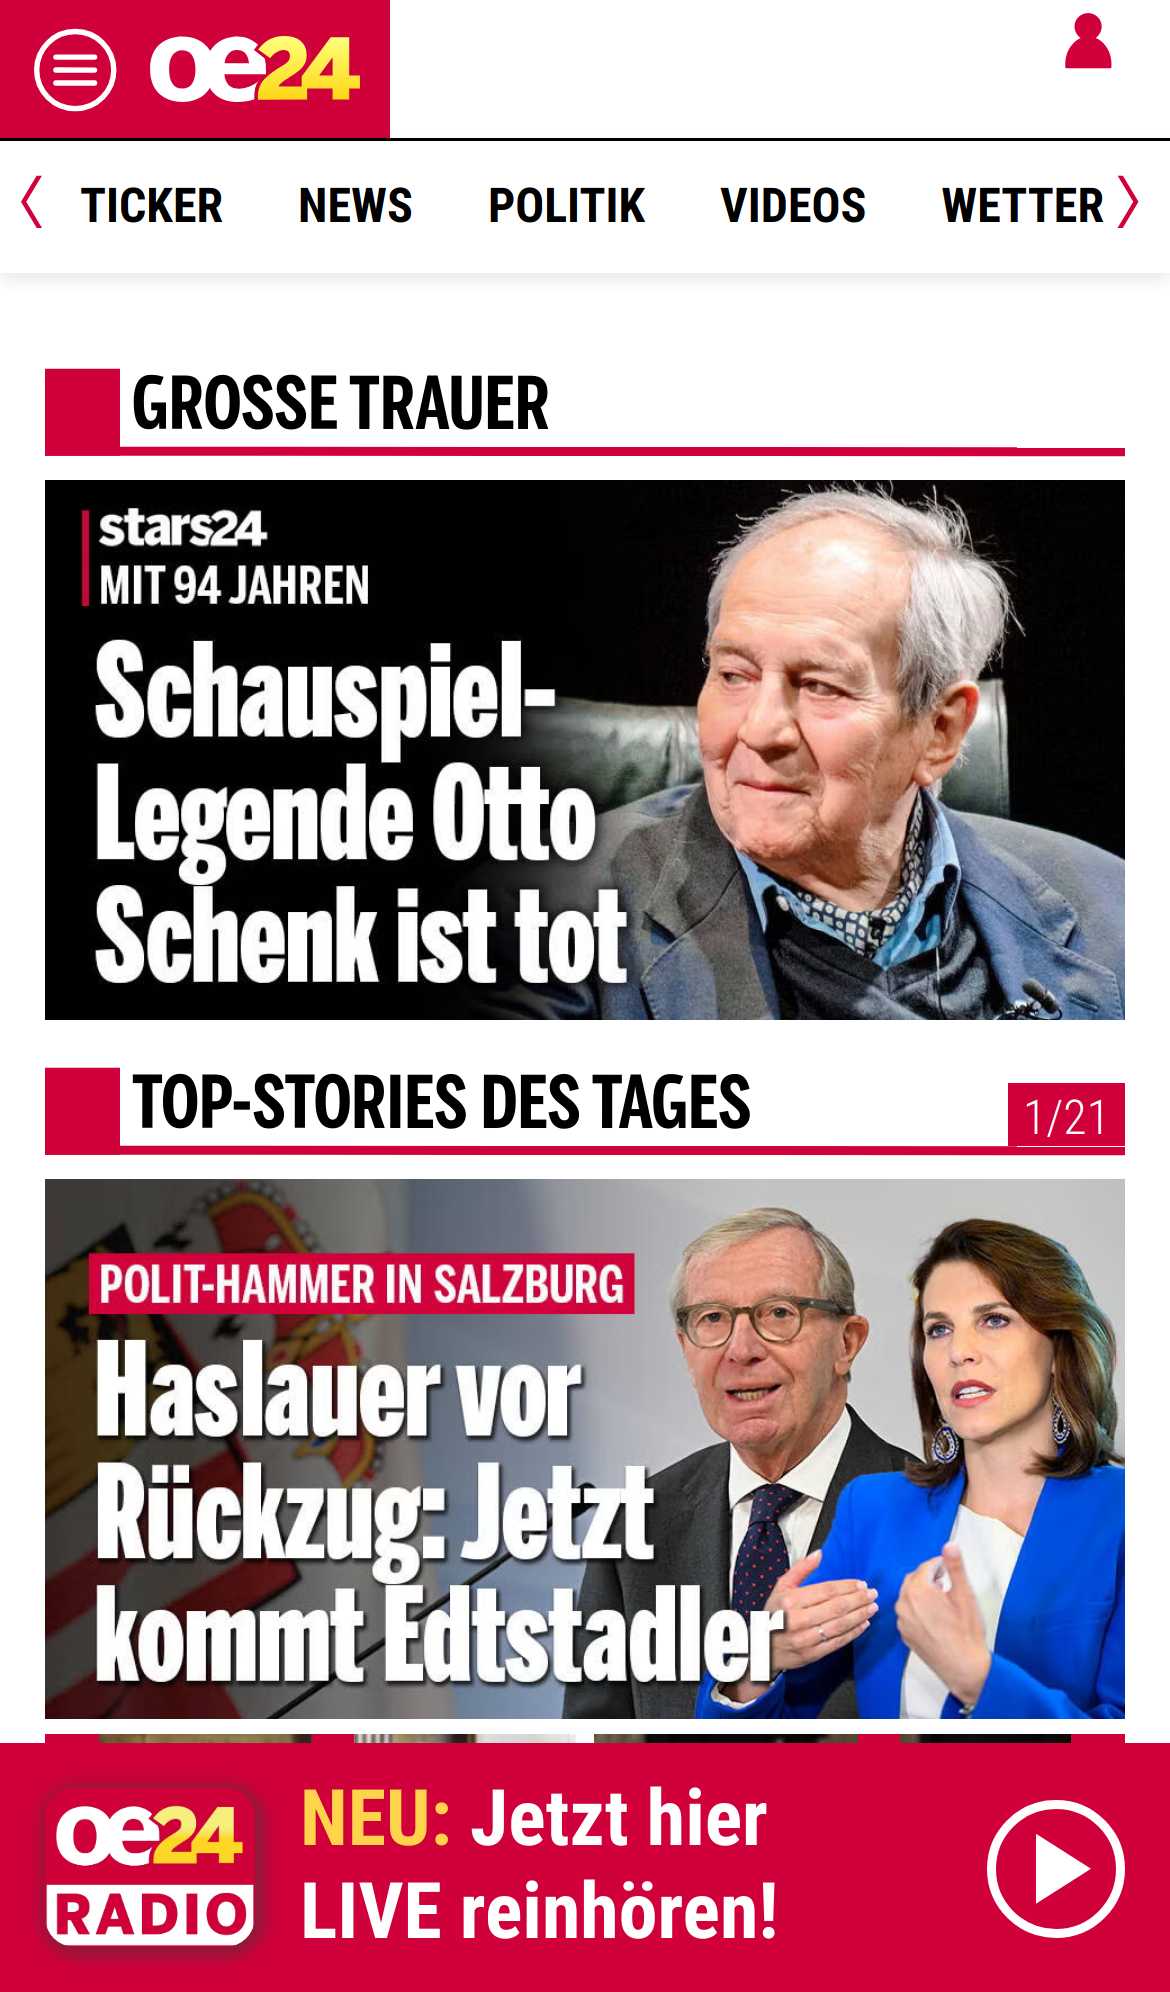 oe24
TICKER NEWS POLITIK VIDEOS WETTER
GROSSE TRAUER
stars24
MIT 94 JAHREN
Schauspiel-
Legende Otto
Schenk ist tot
TOP-STORIES DES TAGES 1/21
POLIT-HAMMER IN SALZBURG
Haslauer vor
Rückzug: Jetzt
kommt Edtstadler
oe24
RADIO
NEU: Jetzt hier
LIVE reinhören!